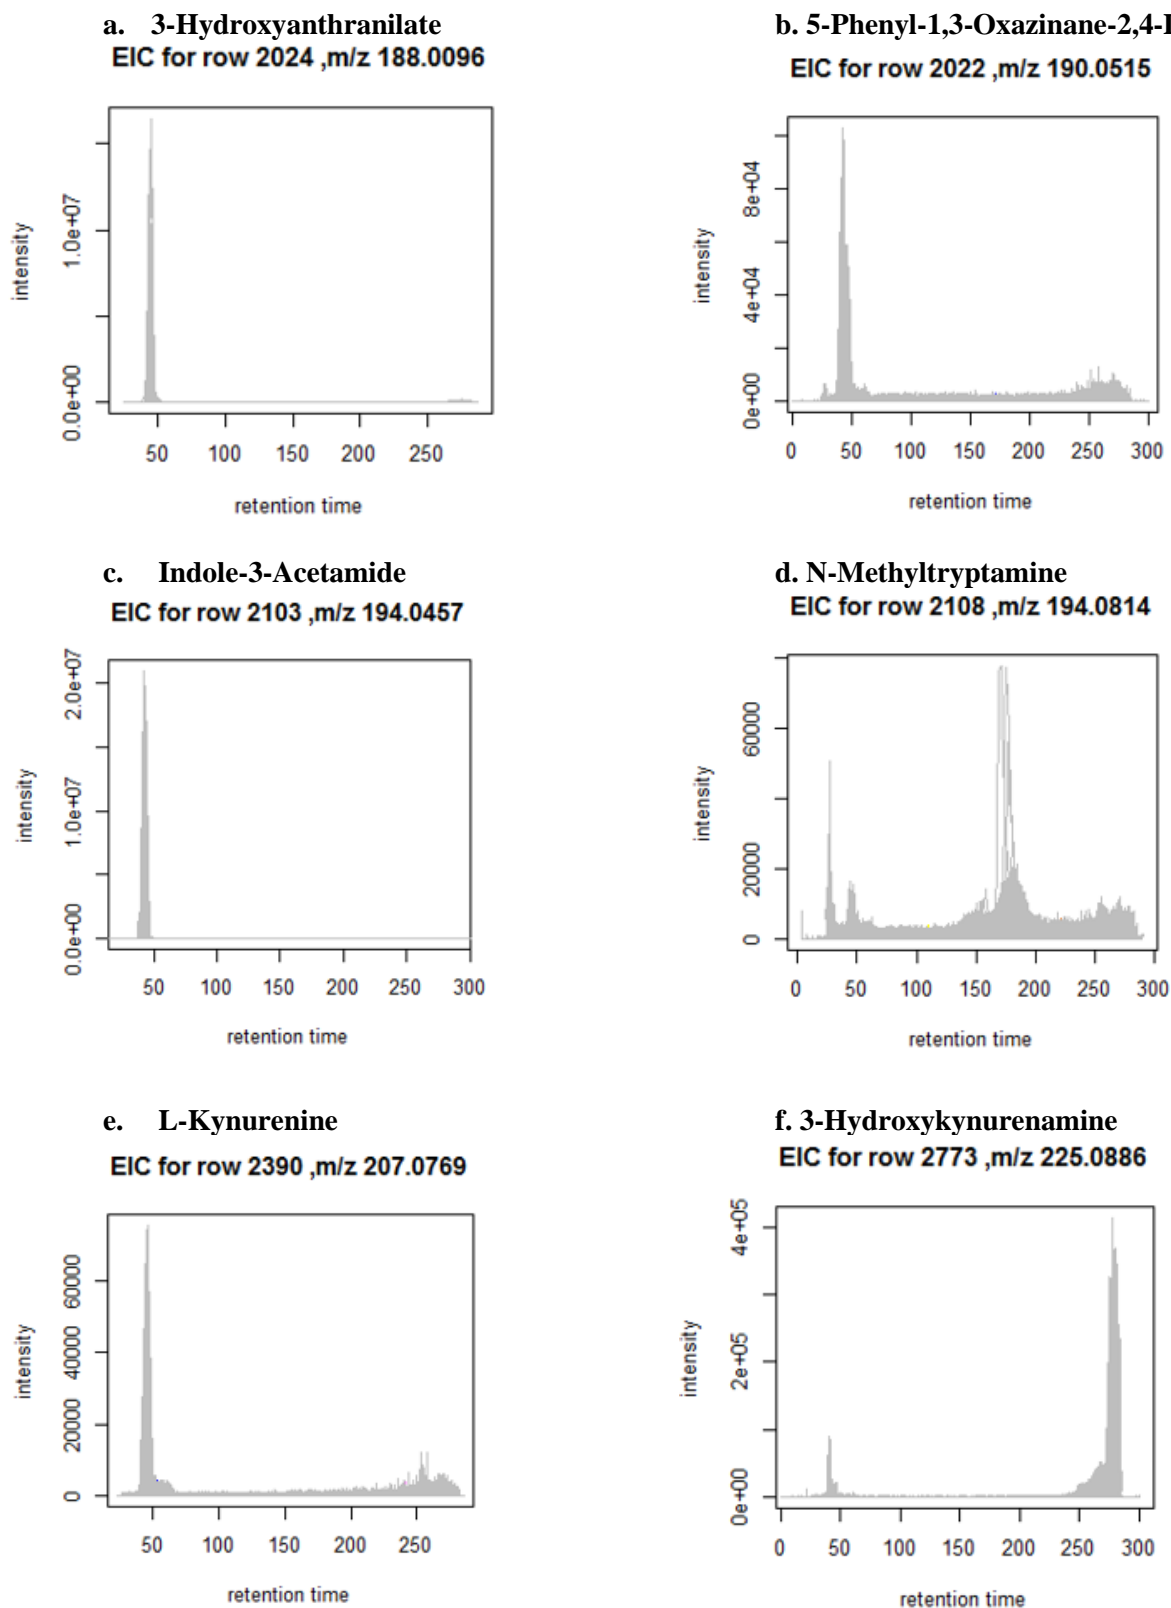 a. 3-Hydroxyanthranilate
EIC for row 2024 ,m/z 188.0096
intensity
0.0e+00 1.0e+07
50 100 150 200 250
retention time
b. 5-Phenyl-1,3-Oxazinane-2,4-
EIC for row 2022 ,m/z 190.0515
intensity
0e+00 4e+04 8e+04
0 50 100 150 200 250 300
retention time
c. Indole-3-Acetamide
EIC for row 2103 ,m/z 194.0457
intensity
0.0e+00 1.0e+07 2.0e+07
50 100 150 200 250 300
retention time
d. N-Methyltryptamine
EIC for row 2108 ,m/z 194.0814
intensity
0 20000 60000
0 50 100 150 200 250 300
retention time
e. L-Kynurenine
EIC for row 2390 ,m/z 207.0769
intensity
0 20000 40000 60000
50 100 150 200 250
retention time
f. 3-Hydroxykynurenamine
EIC for row 2773 ,m/z 225.0886
intensity
0e+00 2e+05 4e+05
0 50 100 150 200 250 300
retention time